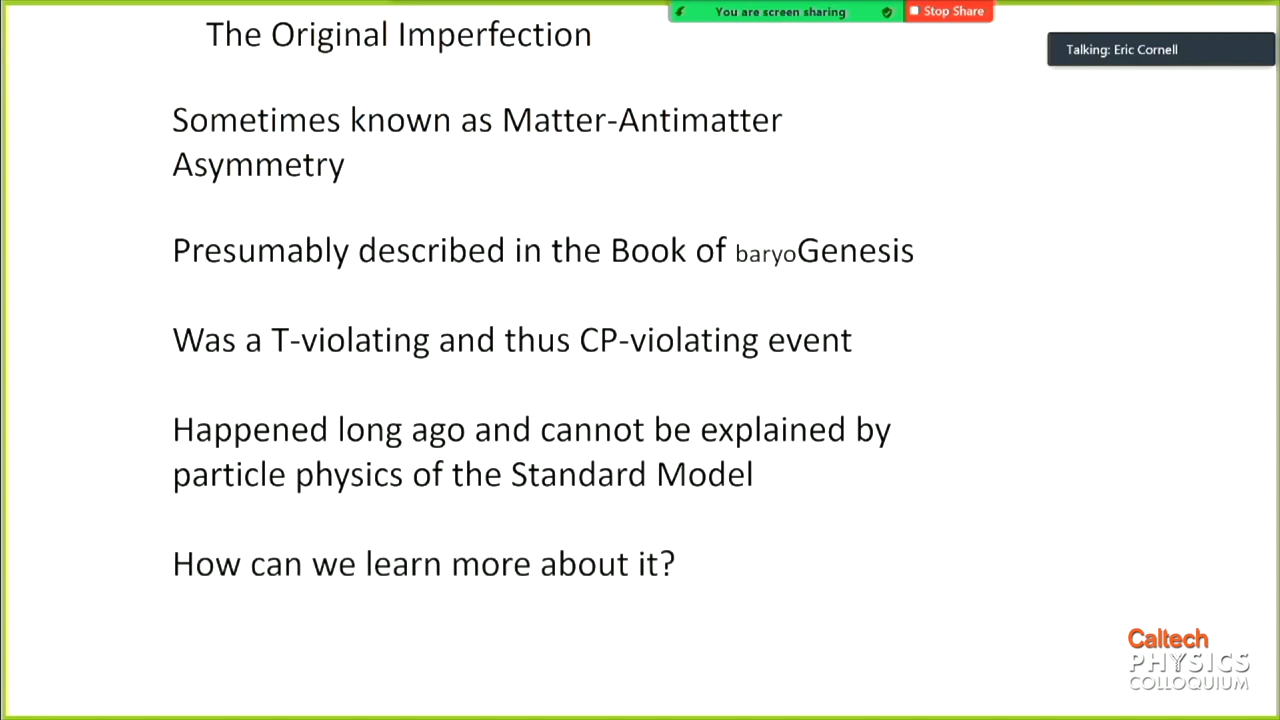 You are screen sharing
Stop Share
The Original Imperfection
Talking: Eric Cornell
Sometimes known as Matter-Antimatter
Asymmetry
Presumably described in the Book of baryoGenesis
Was a T-violating and thus CP-violating event
Happened long ago and cannot be explained by
particle physics of the Standard Model
How can we learn more about it?
Caltech
PHYSICS
COLLOQUIUM